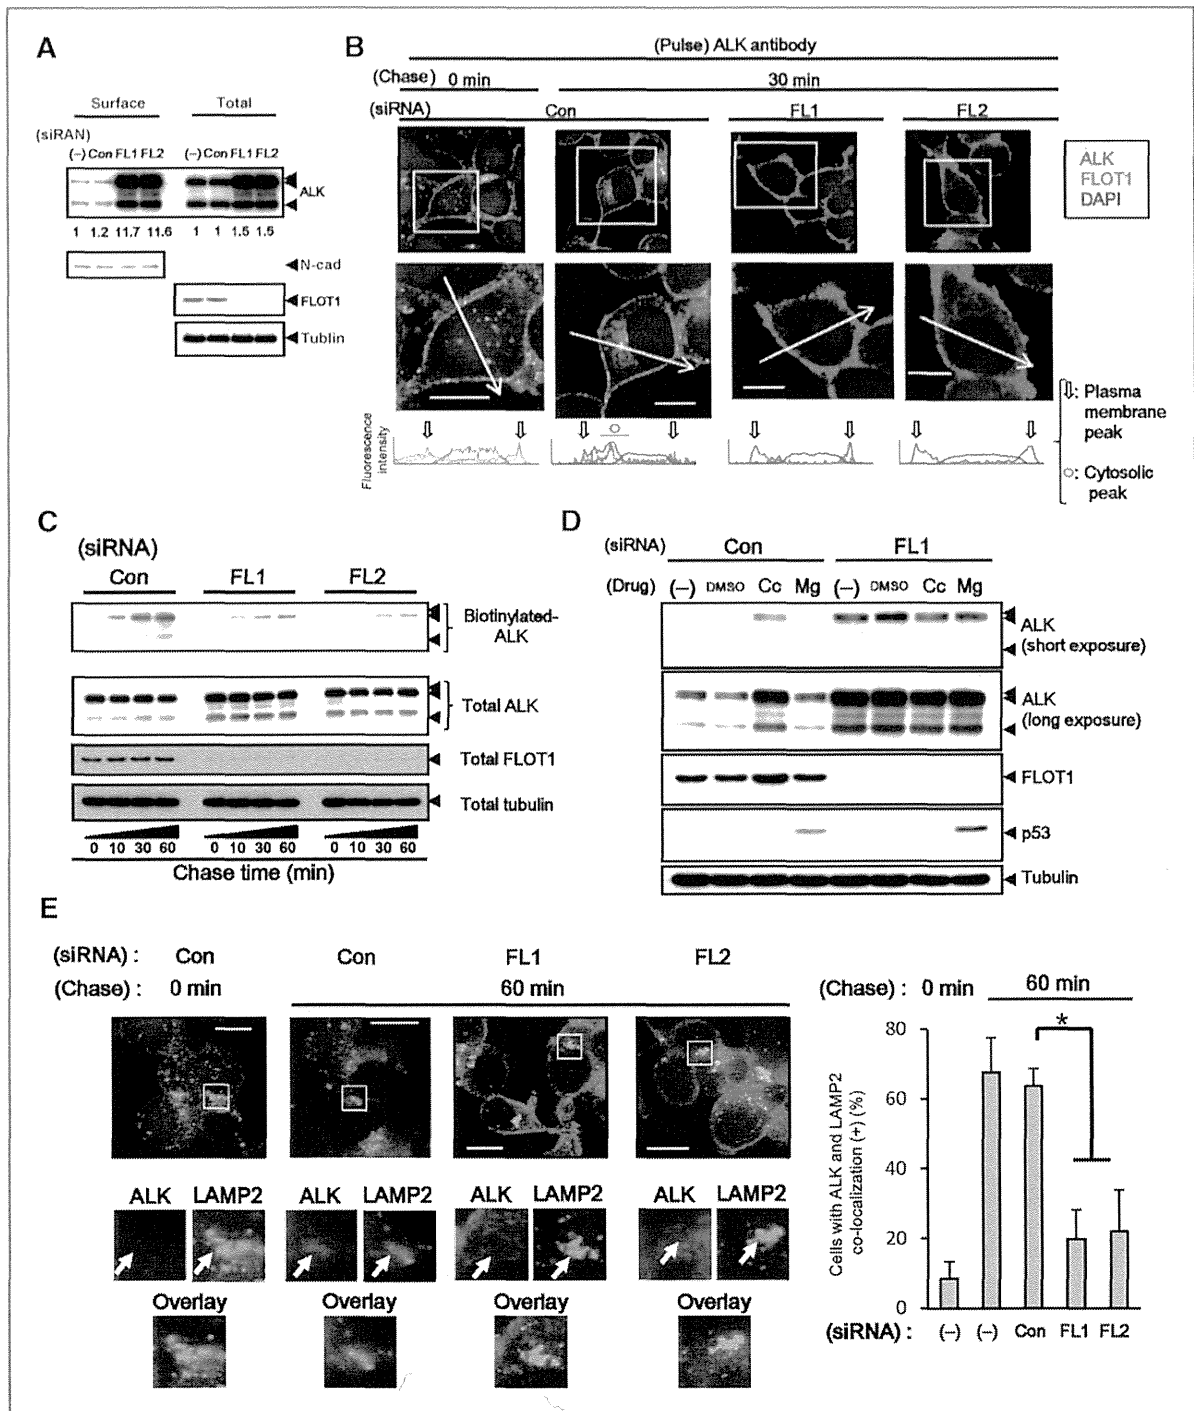 A
Surface Total
(siRAN)
(–) Con FL1 FL2 (–) Con FL1 FL2
ALK
1 1.2 11.7 11.6 1 1 1.5 1.5
N-cad
FLOT1
Tublin
B
(Pulse) ALK antibody
(Chase) 0 min 30 min
(siRNA) Con FL1 FL2
ALK
FLOT1
DAPI
Fluorescence
intensity
: Plasma
membrane
peak
: Cytosolic
peak
C
(siRNA)
Con FL1 FL2
Biotinylated-
ALK
Total ALK
Total FLOT1
Total tubulin
0 10 30 60 0 10 30 60 0 10 30 60
Chase time (min)
D
(siRNA) Con FL1
(Drug) (–) DMSO Cc Mg (–) DMSO Cc Mg
ALK
(short exposure)
ALK
(long exposure)
FLOT1
p53
Tubulin
E
(siRNA) : Con Con FL1 FL2
(Chase) : 0 min 60 min
ALK LAMP2 ALK LAMP2 ALK LAMP2 ALK LAMP2
Overlay Overlay Overlay Overlay
(Chase) : 0 min 60 min
Cells with ALK and LAMP2
co-localization (+) (%)
80
60
40
20
0
*
(siRNA) : (–) (–) Con FL1 FL2